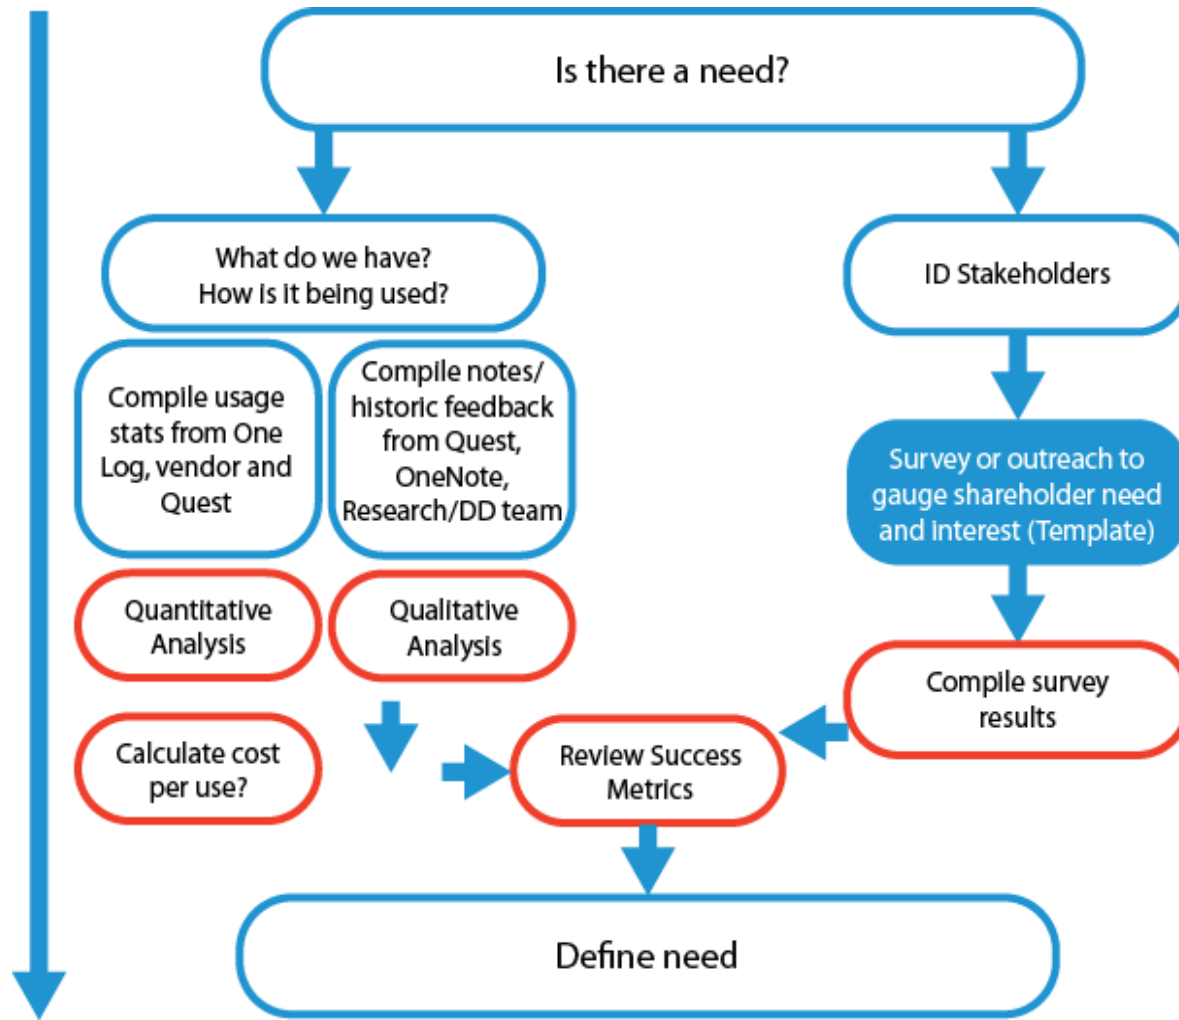 Is there a need?
What do we have?
How is it being used?
ID Stakeholders
Compile usage
stats from One
Log, vendor and
Quest
Compile notes/
historic feedback
from Quest,
OneNote,
Research/DD team
Survey or outreach to
gauge shareholder need
and interest (Template)
Quantitative
Analysis
Qualitative
Analysis
Compile survey
results
Calculate cost
per use?
Review Success
Metrics
Define need